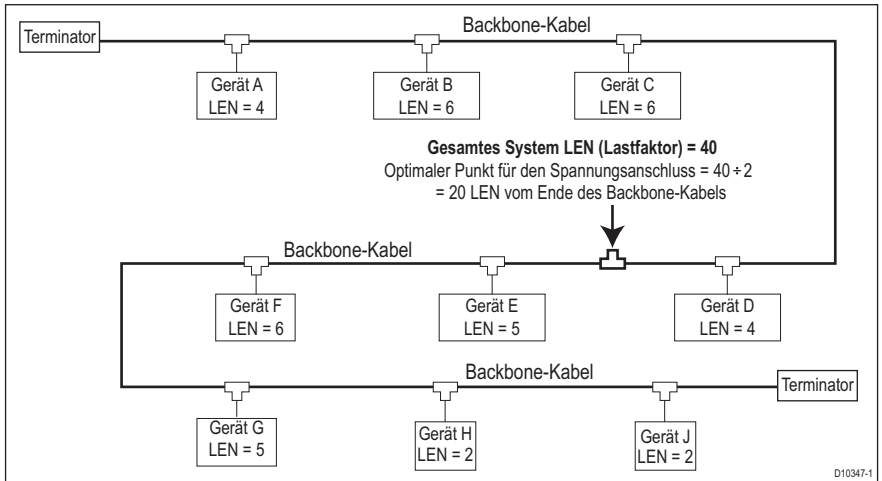 Backbone-Kabel
Terminator
Gerät A
LEN = 4
Gerät B
LEN = 6
Gerät C
LEN = 6
Gesamtes System LEN (Lastfaktor) = 40
Optimaler Punkt für den Spannungsanschluss = 40÷2
= 20 LEN vom Ende des Backbone-Kabels
Backbone-Kabel
Gerät F
LEN = 6
Gerät E
LEN = 5
Gerät D
LEN = 4
Backbone-Kabel
Terminator
Gerät G
LEN = 5
Gerät H
LEN = 2
Gerät J
LEN = 2
D10347-1